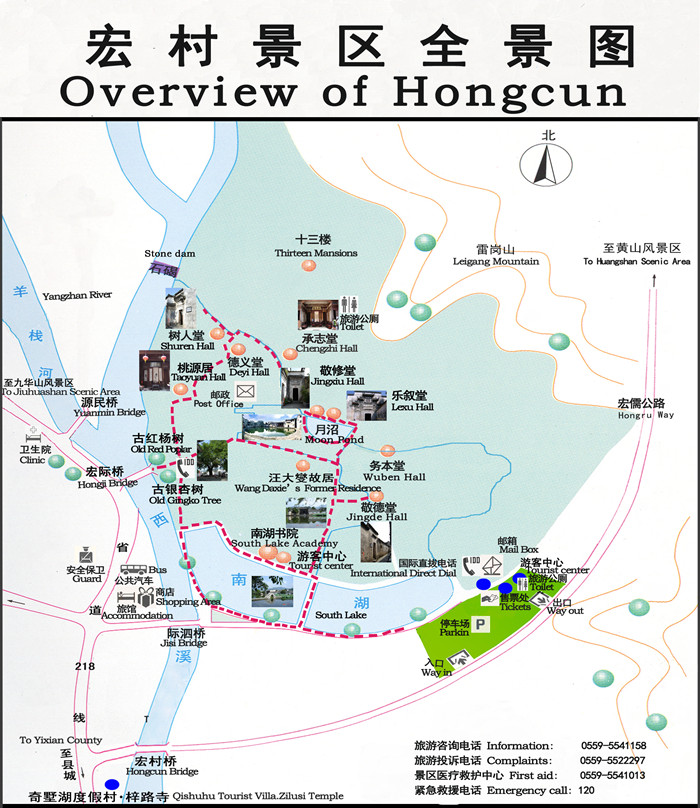 宏村景区全景图
Overview of Hongcun
北
十三楼
Thirteen Mansions
雷岗山
Leigang Mountain
至黄山风景区
To Huangshan Scenic Area
Stone dam
石碣
羊栈河
Yangzhan River
旅游公厕
Toilet
树人堂
Shuren Hall
承志堂
Chengzhi Hall
德义堂
Deyi Hall
桃源居
Taoyuan Hall
敬修堂
Jingxiu Hall
至九华山风景区
To Jiuhuashan Scenic Area
邮政
Post Office
乐叙堂
Lexu Hall
源民桥
Yuanmin Bridge
宏儒公路
Hongru Way
月沼
Moon Pond
古红杨树
Old Red Poplar
卫生院
Clinic
IDD
务本堂
Wuben Hall
宏际桥
Hongji Bridge
汪大燮故居
Wang Daxie's Former Residence
古银杏树
Old Gingko Tree
敬德堂
Jingde Hall
西溪
南湖书院
South Lake Academy
邮箱
Mail Box
省道
安全保卫
Guard
游客中心
Tourist center
国际直拔电话
International Direct Dial
IDD
游客中心
Tourist center
Bus
公共汽车
旅游公厕
Toilet
商店
Shopping Area
旅馆
Accommodation
南湖
South Lake
售票处
Tickets
出口
Way out
停车场
Parkin
P
际泗桥
Jisi Bridge
入口
Way in
218
线
T
To Yixian County
至县城
宏村桥
Hongcun Bridge
奇墅湖度假村·梓路寺 Qishuhu Tourist Villa.Zilusi Temple
旅游咨询电话 Information: 0559-5541158
旅游投诉电话 Complaints: 0559-5522297
景区医疗救护中心 First aid: 0559-5541013
紧急救援电话 Emergency call: 120